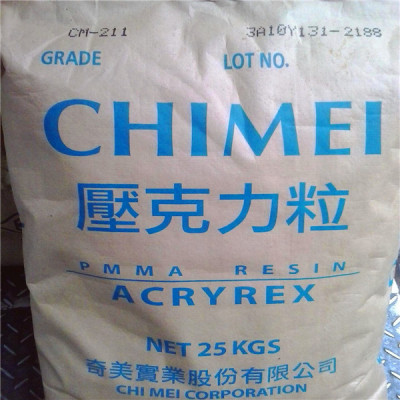 CM-211 3A10Y131-2188
GRADE LOT NO.
CHIMEI
壓克力粒
PMMA RESIN
ACRYREX
NET 25 KGS
奇美實業股份有限公司
CHI MEI CORPORATION